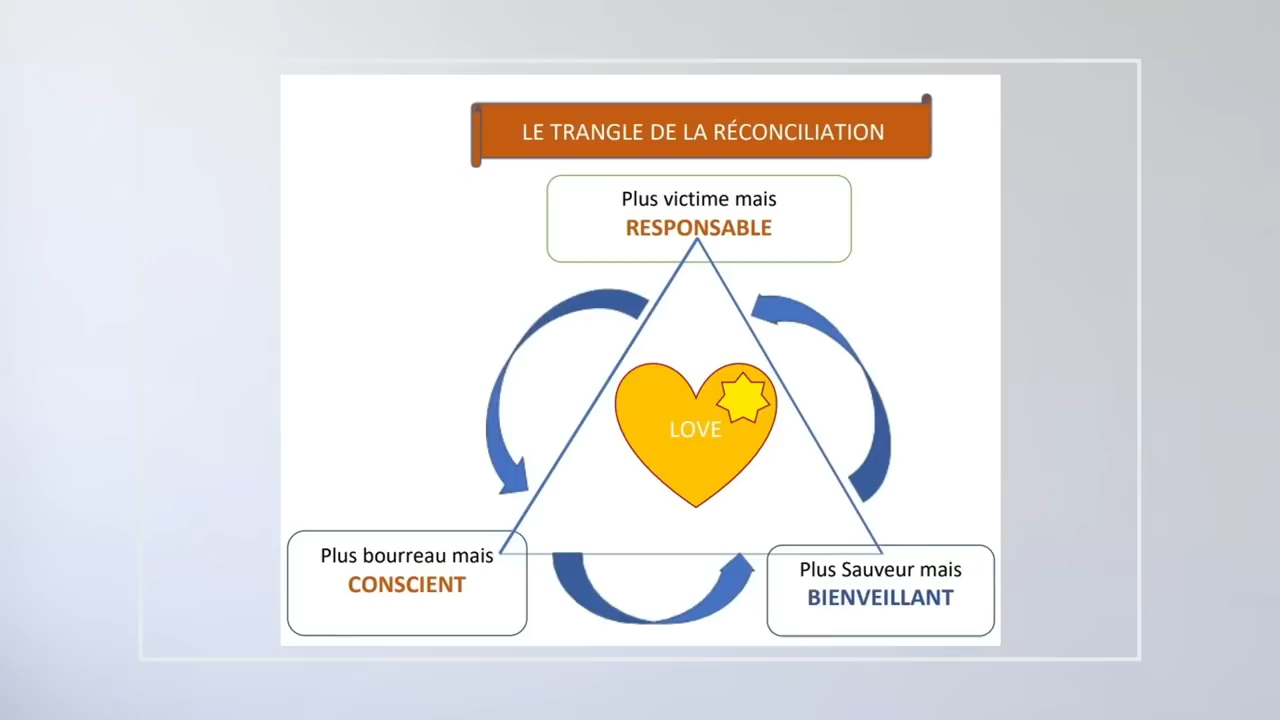 LE TRANGLE DE LA RÉCONCILIATION
Plus victime mais
RESPONSABLE
LOVE
Plus bourreau mais
CONSCIENT
Plus Sauveur mais
BIENVEILLANT